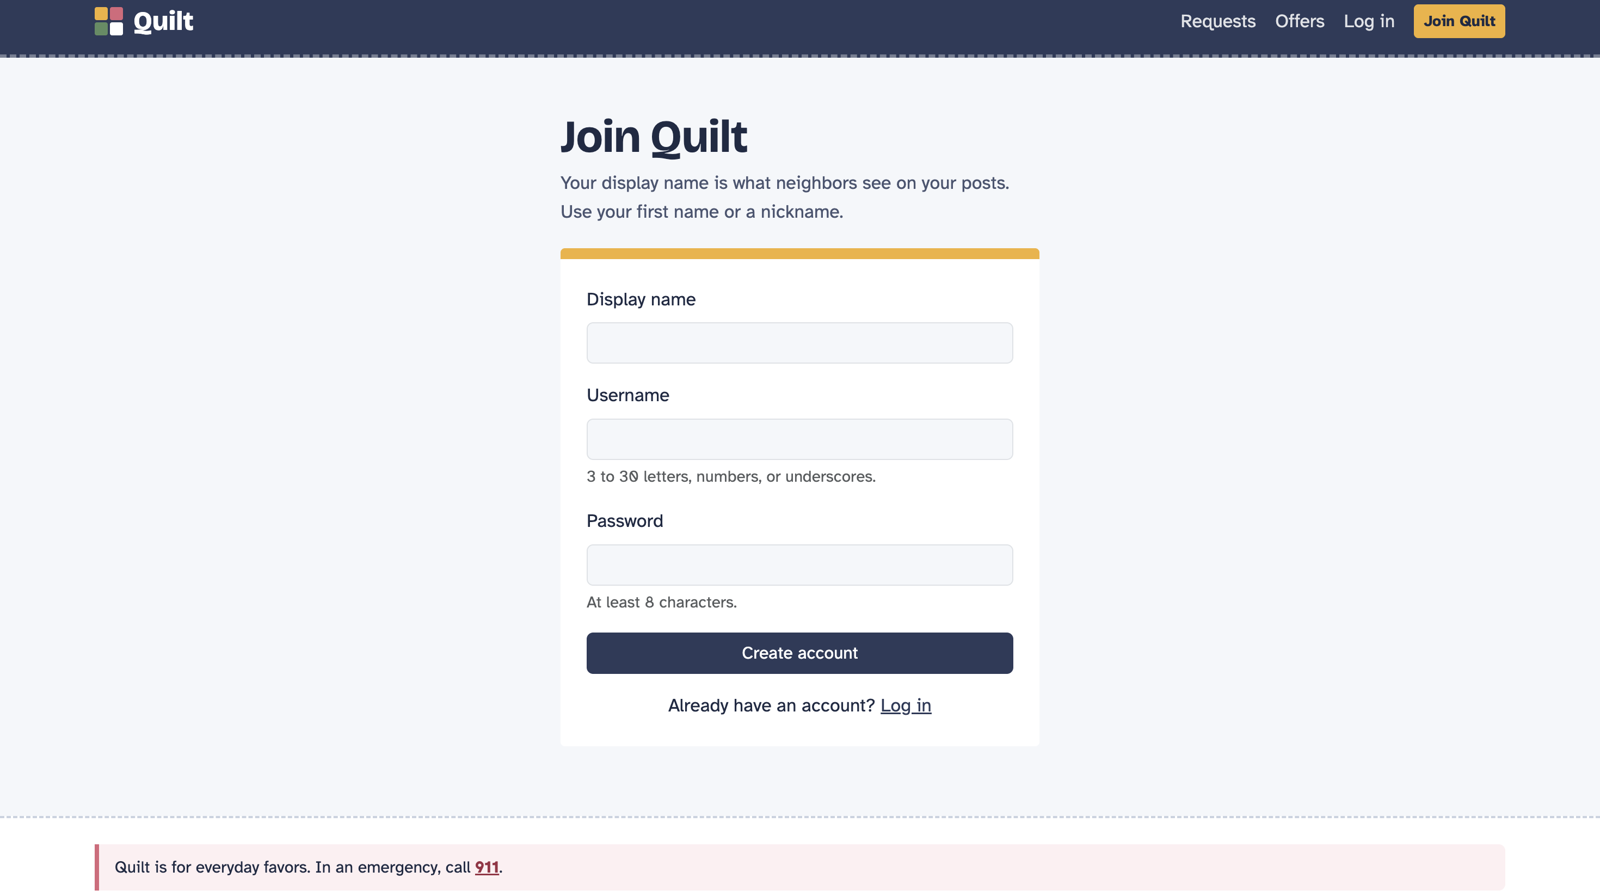 Quilt
Requests Offers Log in Join Quilt
Join Quilt
Your display name is what neighbors see on your posts.
Use your first name or a nickname.
Display name
Username
3 to 30 letters, numbers, or underscores.
Password
At least 8 characters.
Create account
Already have an account? Log in
Quilt is for everyday favors. In an emergency, call 911.